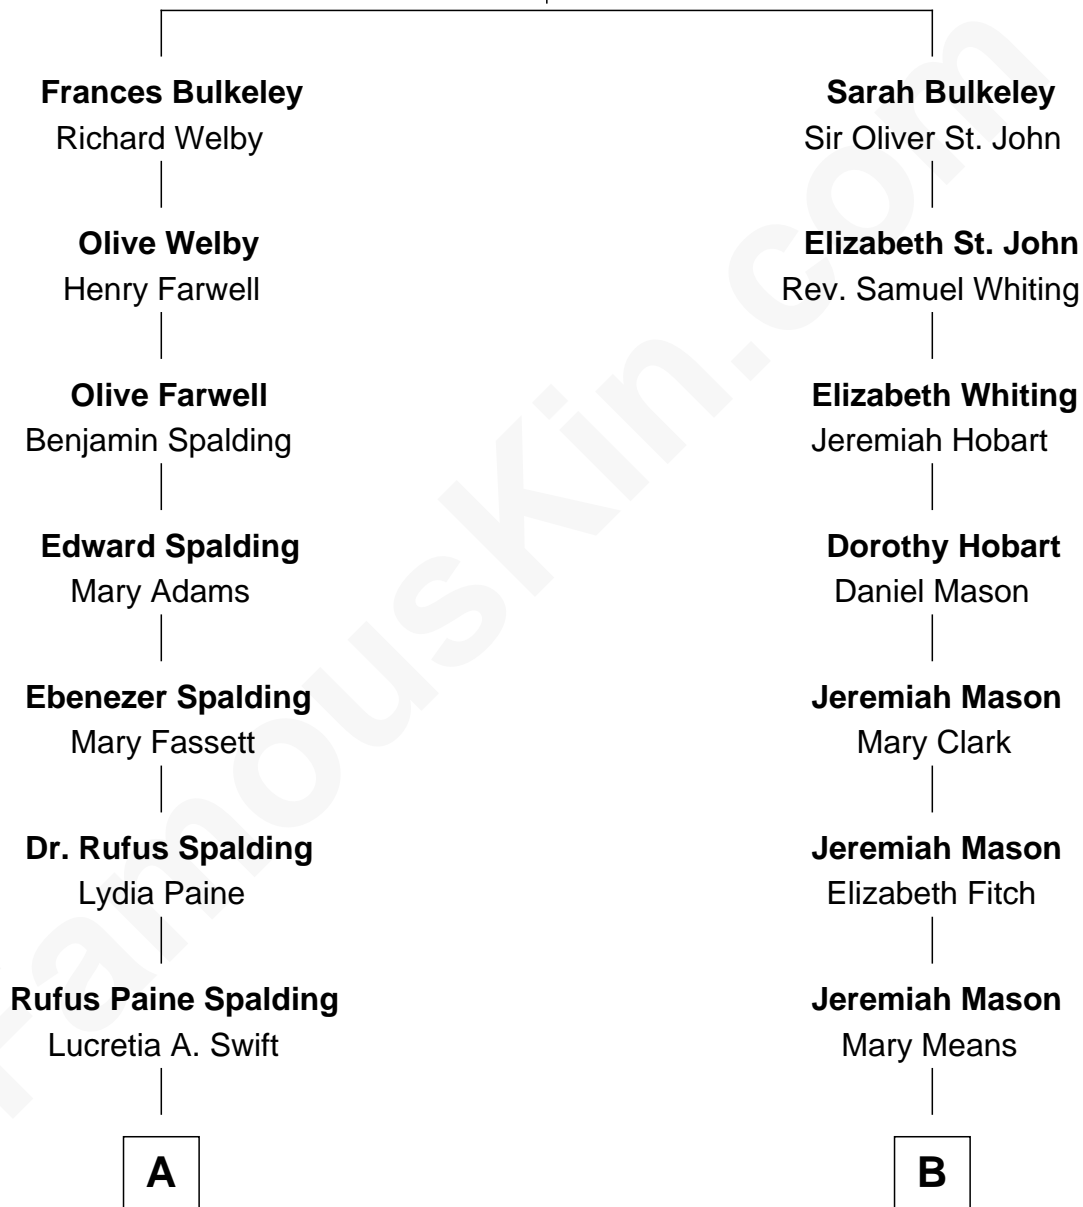 Frances Bulkeley
Richard Welby
Olive Welby
Henry Farwell
Olive Farwell
Benjamin Spalding
Edward Spalding
Mary Adams
Ebenezer Spalding
Mary Fassett
Dr. Rufus Spalding
Lydia Paine
Rufus Paine Spalding
Lucretia A. Swift
A
Sarah Bulkeley
Sir Oliver St. John
Elizabeth St. John
Rev. Samuel Whiting
Elizabeth Whiting
Jeremiah Hobart
Dorothy Hobart
Daniel Mason
Jeremiah Mason
Mary Clark
Jeremiah Mason
Elizabeth Fitch
Jeremiah Mason
Mary Means
B
FamousKin.com